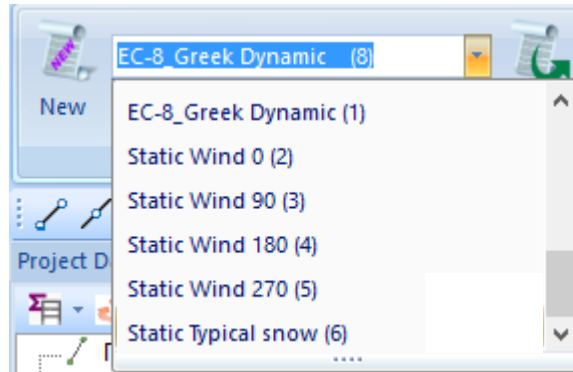 NEW
EC-8_Greek Dynamic (8)
New
EC-8_Greek Dynamic (1)
Static Wind 0 (2)
Static Wind 90 (3)
Static Wind 180 (4)
Static Wind 270 (5)
Project D
Static Typical snow (6)